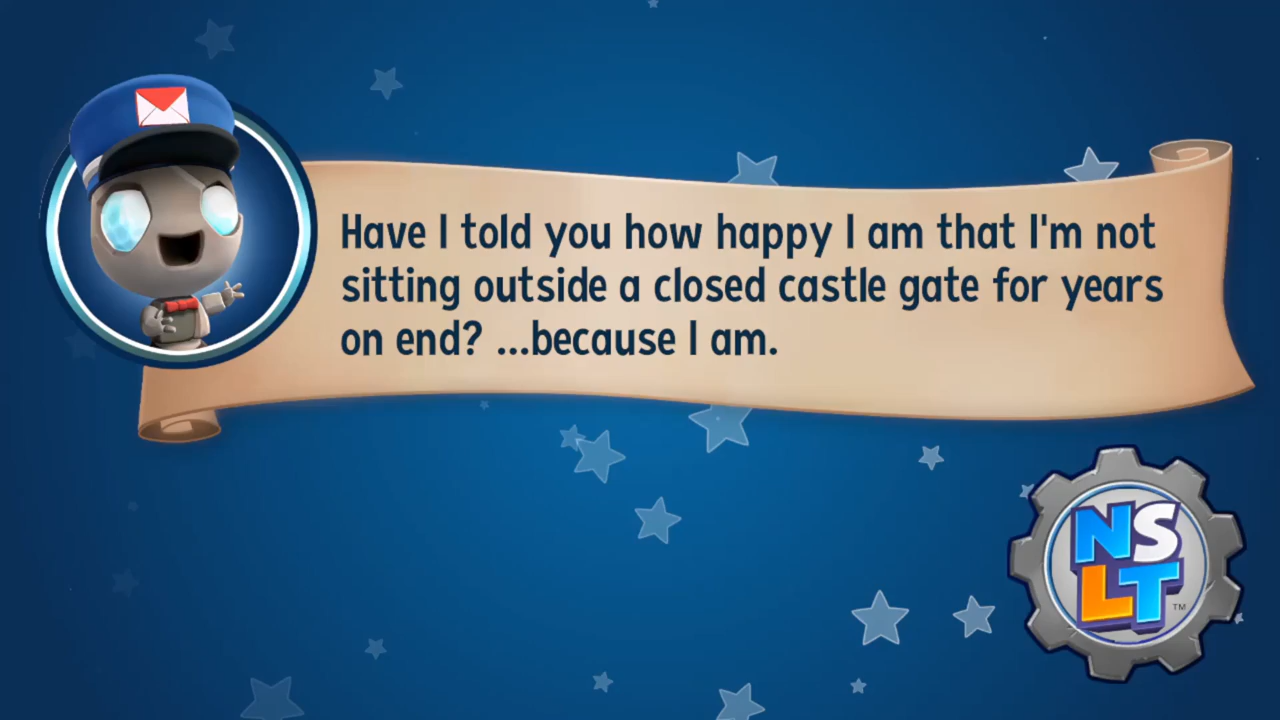 Have I told you how happy I am that I'm not
sitting outside a closed castle gate for years
on end? ...because I am.
NS
LT
TM